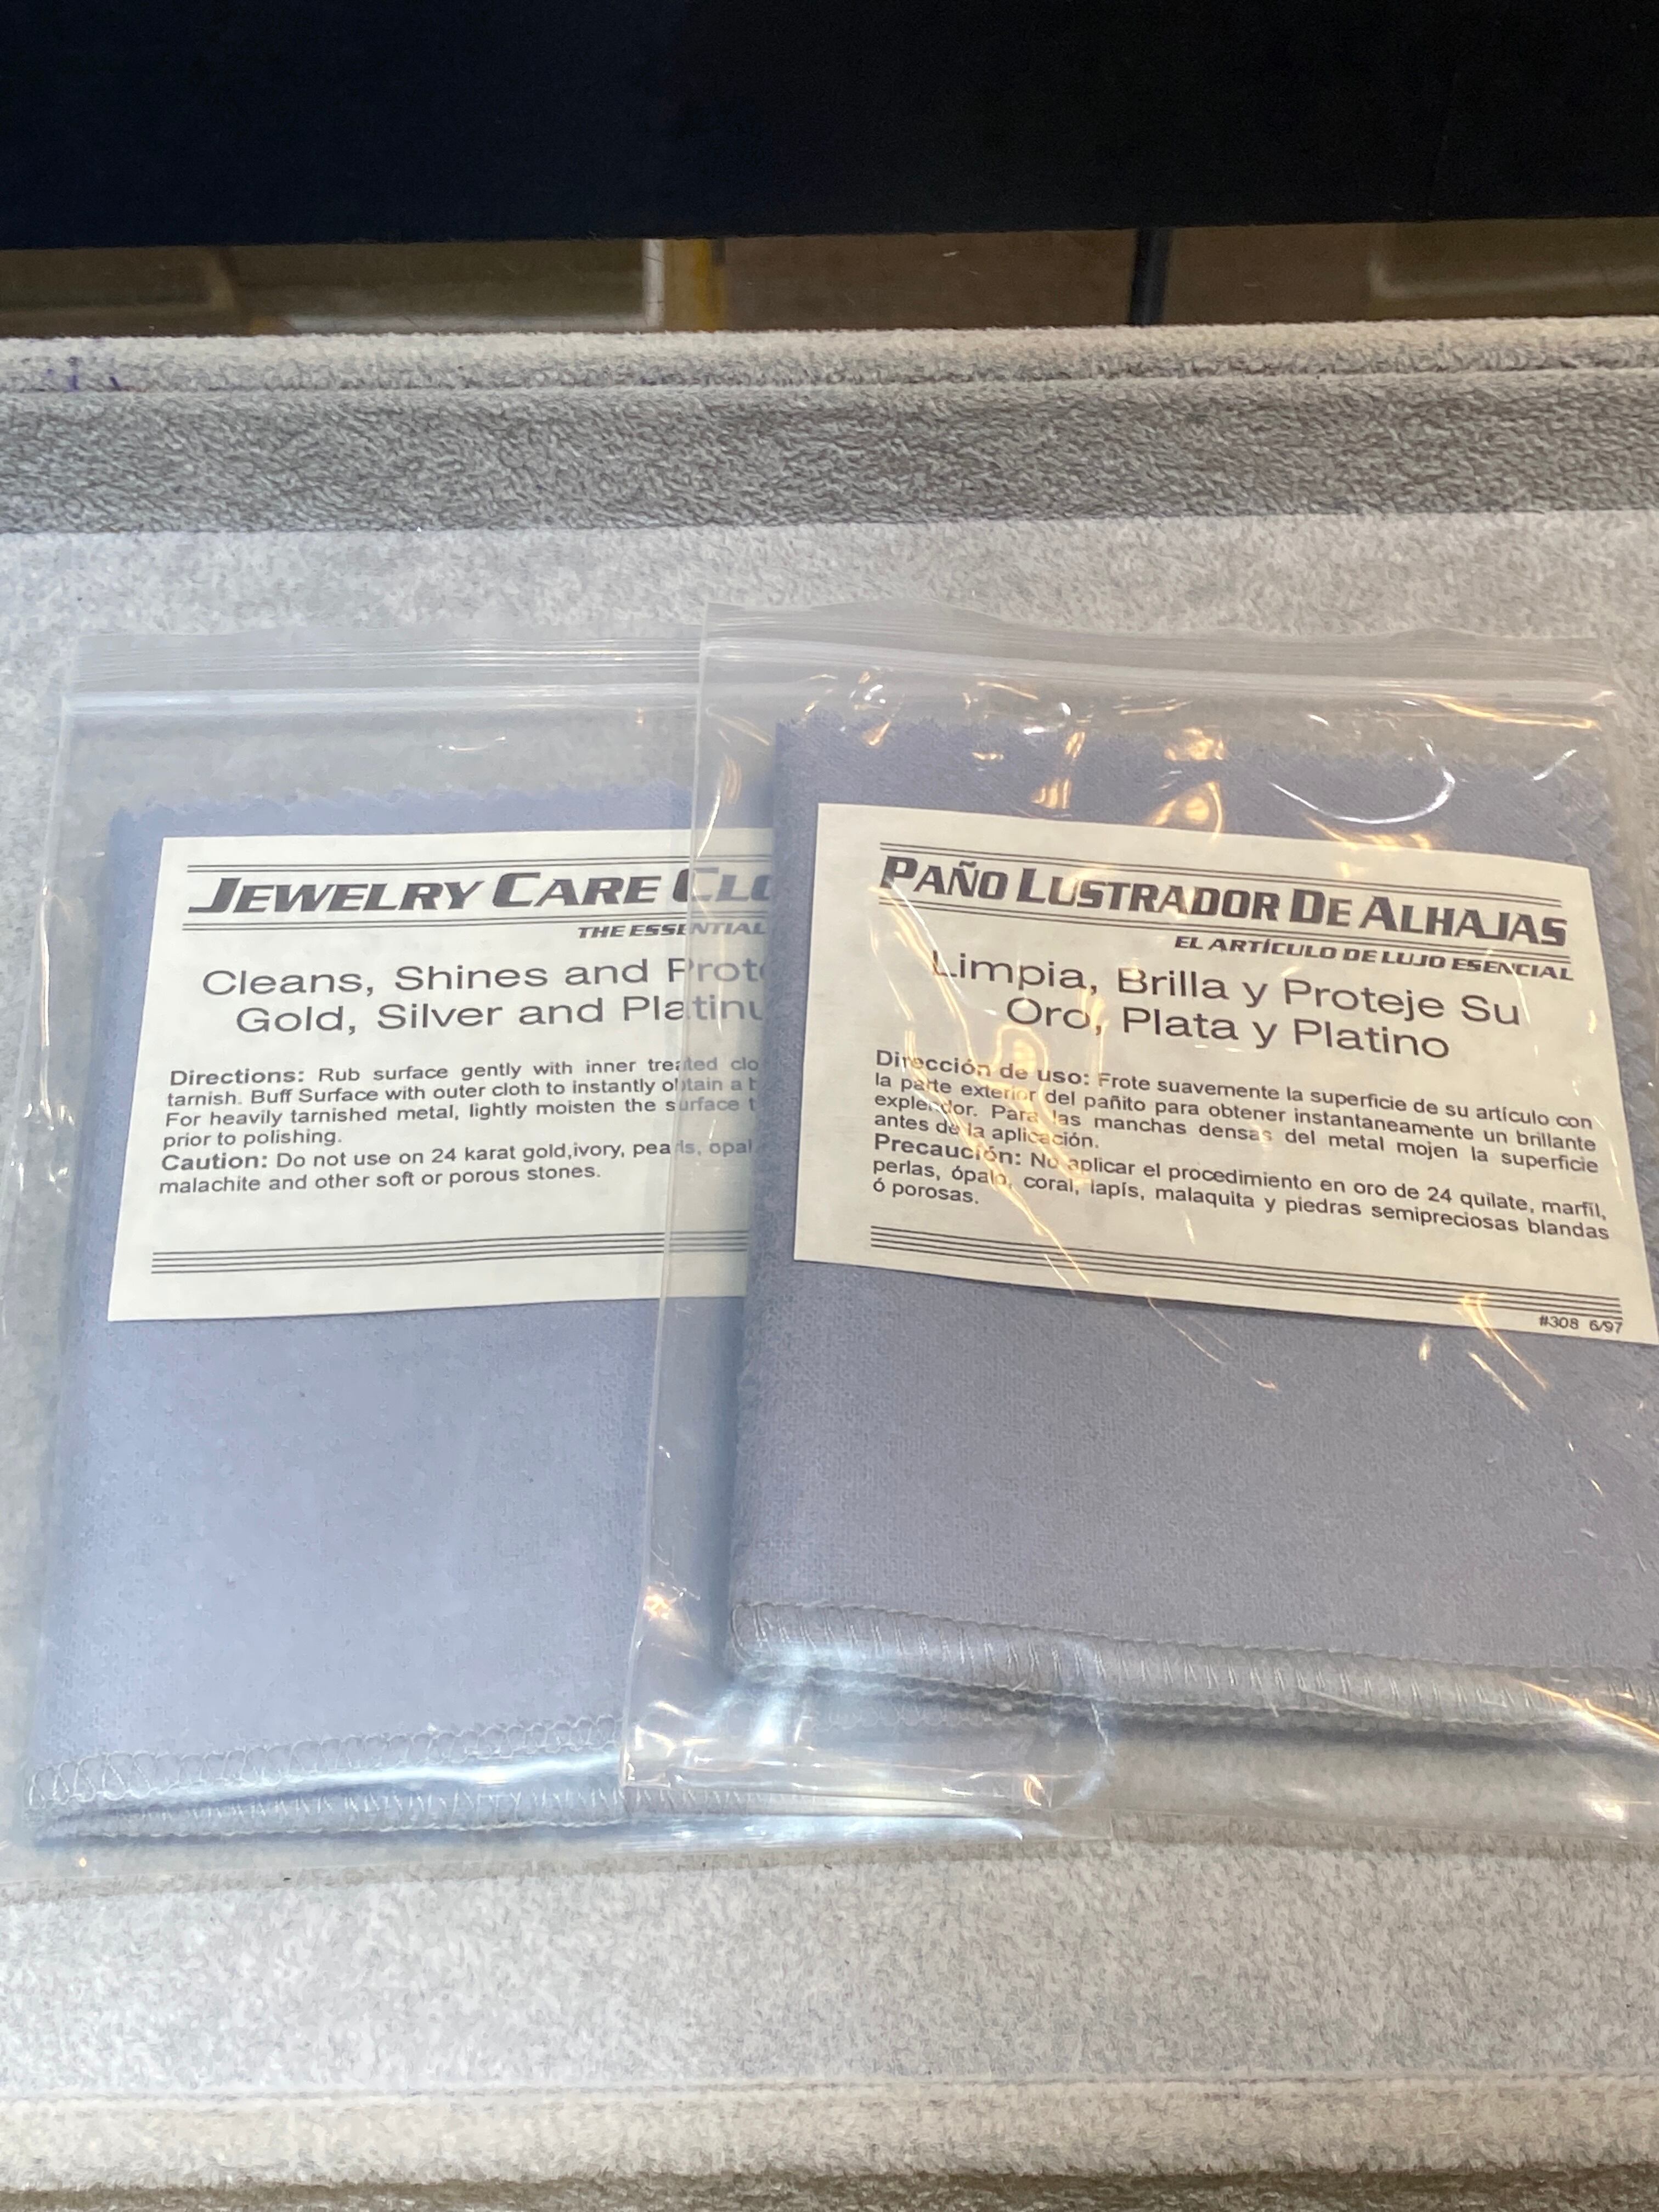 JEWELRY CARE CLO
THE ESSENTIAL
Cleans, Shines and Prote
Gold, Silver and Platinu
Directions: Rub surface gently with inner treated clo
tarnish. Buff Surface with outer cloth to instantly obtain a b
For heavily tarnished metal, lightly moisten the surface t
prior to polishing.
Caution: Do not use on 24 karat gold,ivory, pearls, opal
malachite and other soft or porous stones.
PAÑO LUSTRADOR DE ALHAJAS
EL ARTÍCULO DE LUJO ESENCIAL
Limpia, Brilla y Proteje Su
Oro, Plata y Platino
Dirección de uso: Frote suavemente la superficie de su artículo con
la parte exterior del pañito para obtener instantaneamente un brillante
explendor. Para las manchas densas del metal mojen la superficie
antes de la aplicación.
Precaución: No aplicar el procedimiento en oro de 24 quilate, marfil,
perlas, ópalo, coral, lapís, malaquita y piedras semipreciosas blandas
ó porosas.
#308 6/97